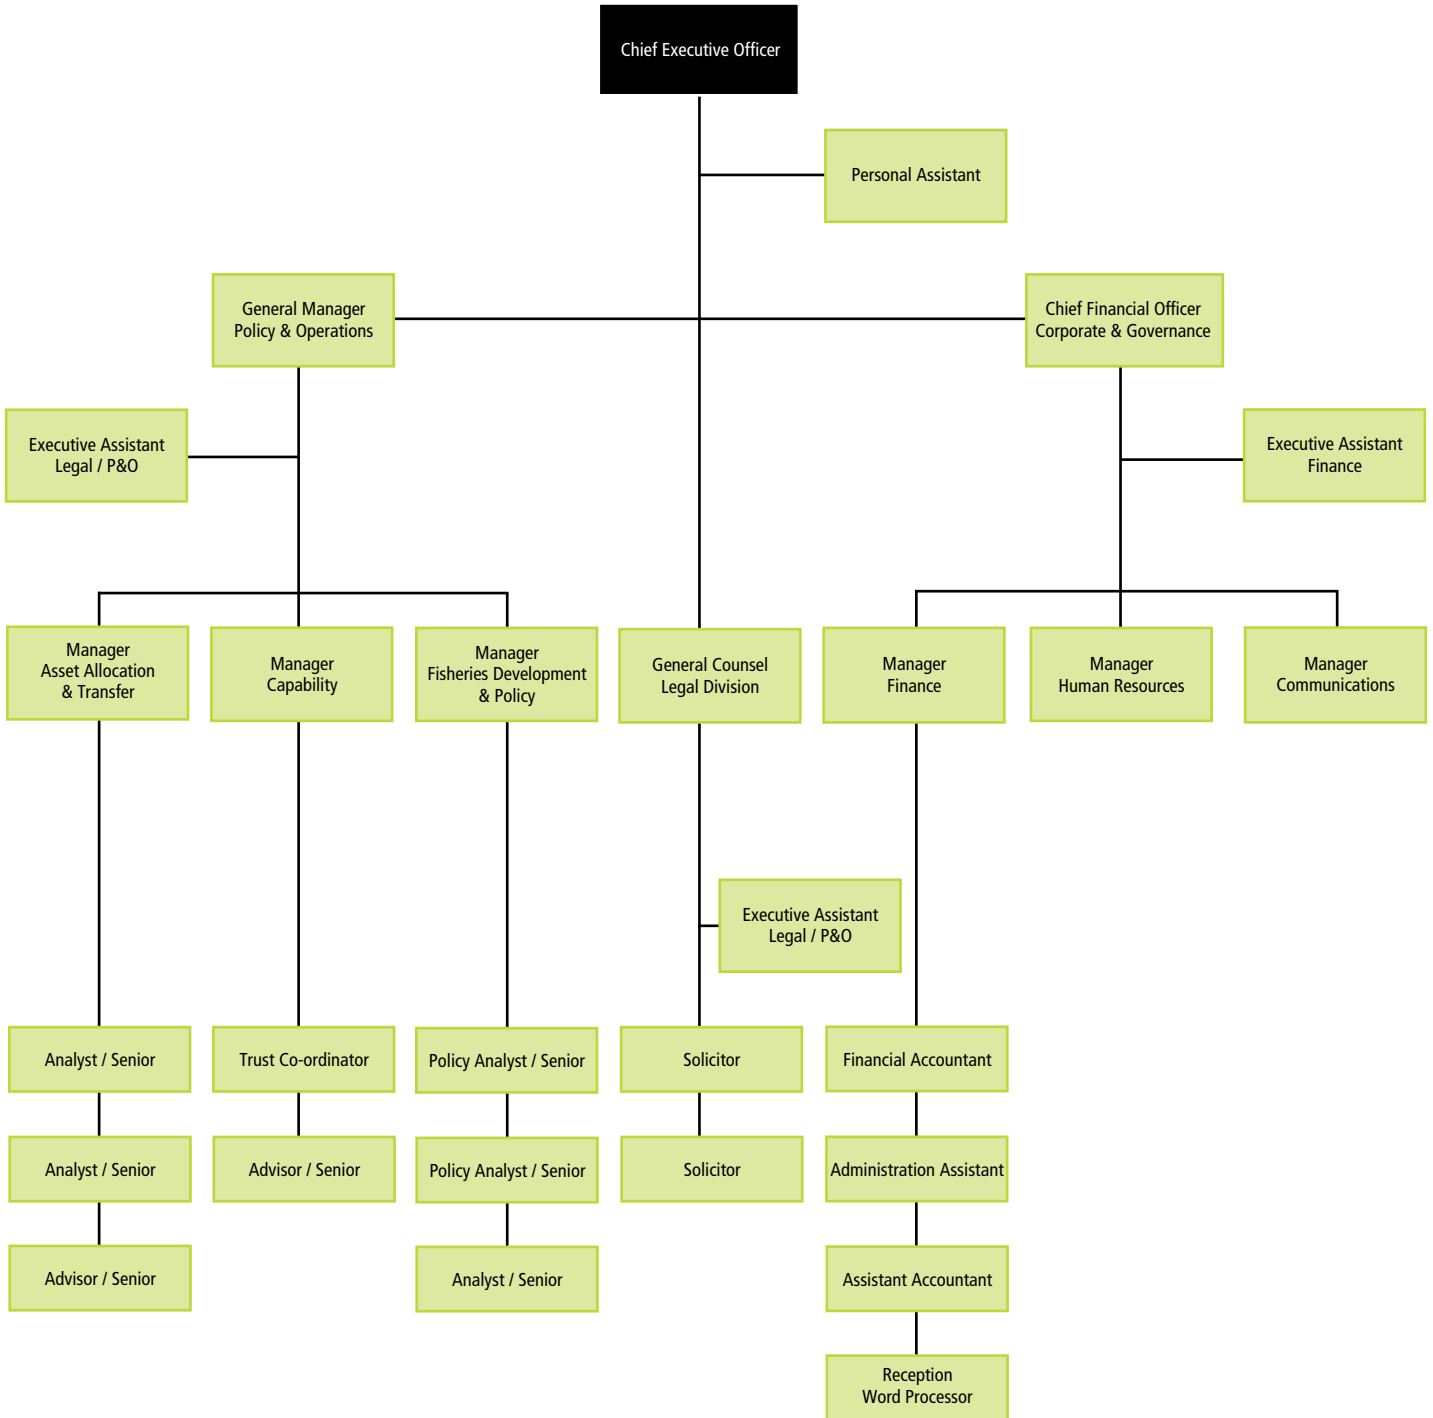 Chief Executive Officer
Personal Assistant
General Manager
Policy & Operations
Chief Financial Officer
Corporate & Governance
Executive Assistant
Legal / P&O
Executive Assistant
Finance
Manager
Asset Allocation
& Transfer
Manager
Capability
Manager
Fisheries Development
& Policy
General Counsel
Legal Division
Manager
Finance
Manager
Human Resources
Manager
Communications
Executive Assistant
Legal / P&O
Analyst / Senior
Trust Co-ordinator
Policy Analyst / Senior
Solicitor
Financial Accountant
Analyst / Senior
Advisor / Senior
Policy Analyst / Senior
Solicitor
Administration Assistant
Advisor / Senior
Analyst / Senior
Assistant Accountant
Reception
Word Processor